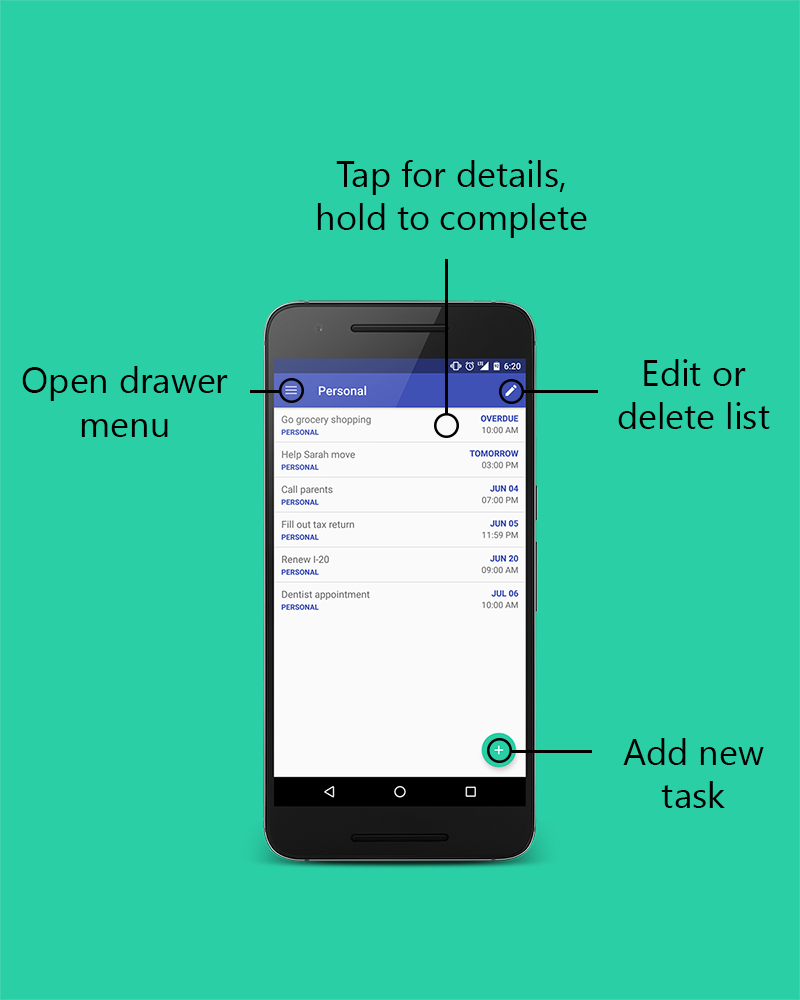 Tap for details,
hold to complete
Open drawer
menu
Edit or
delete list
LTE 6:20
Personal
Go grocery shopping OVERDUE
PERSONAL 10:00 AM
Help Sarah move TOMORROW
PERSONAL 03:00 PM
Call parents JUN 04
PERSONAL 07:00 PM
Fill out tax return JUN 05
PERSONAL 11:59 PM
Renew I-20 JUN 20
PERSONAL 09:00 AM
Dentist appointment JUL 06
PERSONAL 10:00 AM
Add new
task